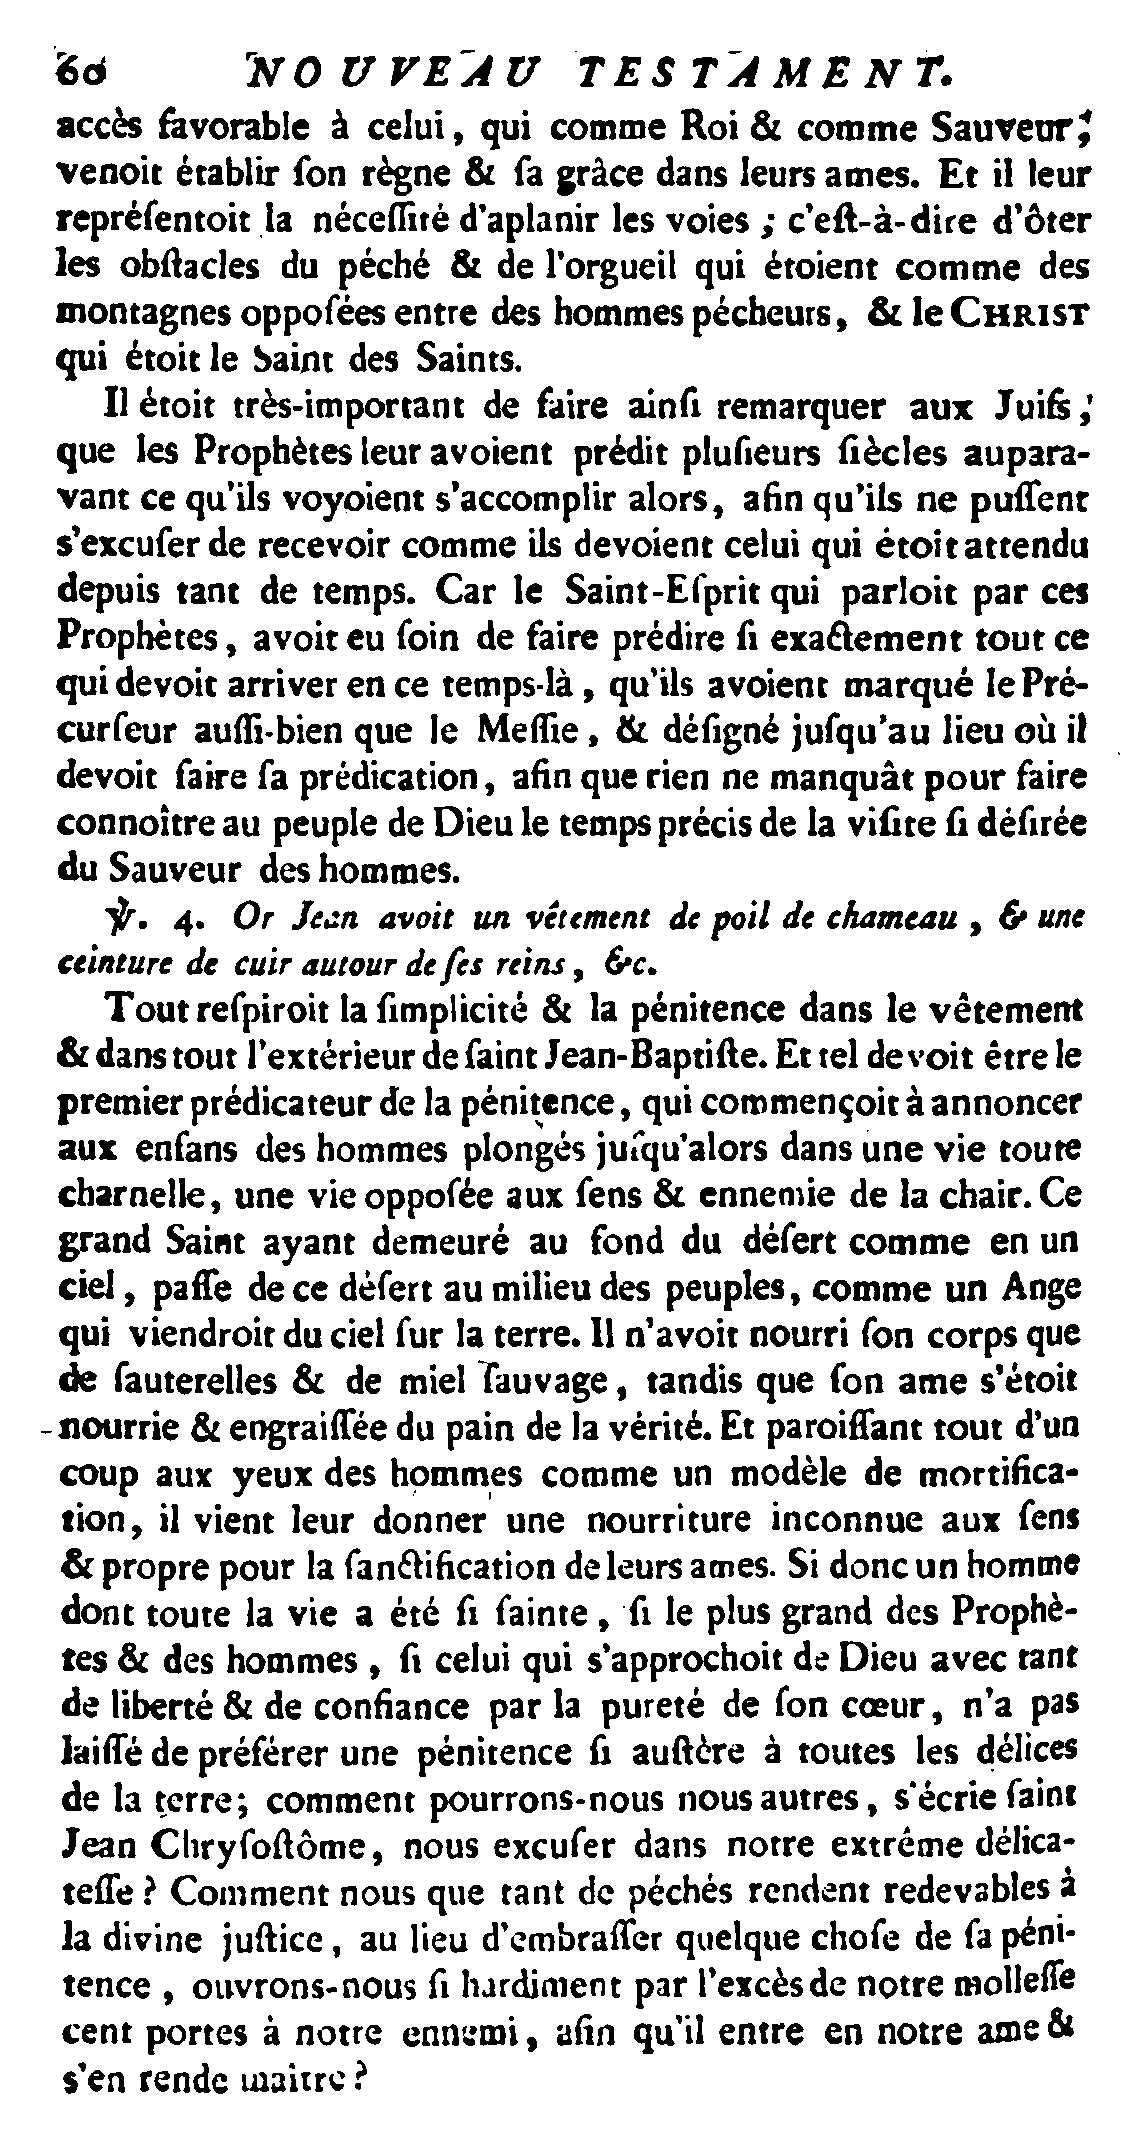 60 NOUVEAU TESTAMENT.
accès favorable à celui, qui comme Roi & comme Sauveur,
venoit établir ſon règne & ſa grâce dans leurs ames. Et il leur
repréſentoit la néceſſité d'aplanir les voies ; c'eſt-à-dire d'ôter
les obſtacles du péché & de l'orgueil qui étoient comme des
montagnes oppoſées entre des hommes pécheurs, & le CHRIST
qui étoit le Saint des Saints.
Il étoit très-important de faire ainſi remarquer aux Juifs,
que les Prophètes leur avoient prédit pluſieurs ſiècles aupara-
vant ce qu'ils voyoient s'accomplir alors, afin qu'ils ne puſſent
s'excuſer de recevoir comme ils devoient celui qui étoit attendu
depuis tant de temps. Car le Saint-Eſprit qui parloit par ces
Prophètes, avoit eu ſoin de faire prédire ſi exactement tout ce
qui devoit arriver en ce temps-là, qu'ils avoient marqué le Pré-
curſeur auſſi-bien que le Meſſie, & déſigné juſqu'au lieu où il
devoit faire ſa prédication, afin que rien ne manquât pour faire
connoître au peuple de Dieu le temps précis de la viſite ſi déſirée
du Sauveur des hommes.
℣. 4. Or Jean avoit un vêtement de poil de chameau, & une
ceinture de cuir autour de ſes reins, &c.
Tout reſpiroit la ſimplicité & la pénitence dans le vêtement
& dans tout l'extérieur de ſaint Jean-Baptiſte. Et tel devoit être le
premier prédicateur de la pénitence, qui commençoit à annoncer
aux enfans des hommes plongés juſqu'alors dans une vie toute
charnelle, une vie oppoſée aux ſens & ennemie de la chair. Ce
grand Saint ayant demeuré au fond du déſert comme en un
ciel, paſſe de ce déſert au milieu des peuples, comme un Ange
qui viendroit du ciel ſur la terre. Il n'avoit nourri ſon corps que
de ſauterelles & de miel ſauvage, tandis que ſon ame s'étoit
nourrie & engraiſſée du pain de la vérité. Et paroiſſant tout d'un
coup aux yeux des hommes comme un modèle de mortifica-
tion, il vient leur donner une nourriture inconnue aux ſens
& propre pour la ſanctification de leurs ames. Si donc un homme
dont toute la vie a été ſi ſainte, ſi le plus grand des Prophè-
tes & des hommes, ſi celui qui s'approchoit de Dieu avec tant
de liberté & de confiance par la pureté de ſon cœur, n'a pas
laiſſé de préférer une pénitence ſi auſtère à toutes les délices
de la terre; comment pourrons-nous nous autres, s'écrie ſaint
Jean Chryſoſtôme, nous excuſer dans notre extréme délica-
teſſe ? Comment nous que tant de péchés rendent redevables à
la divine juſtice, au lieu d'embraſſer quelque choſe de ſa péni-
tence, ouvrons-nous ſi hardiment par l'excès de notre molleſſe
cent portes à notre ennemi, afin qu'il entre en notre ame &
s'en rende maitre ?